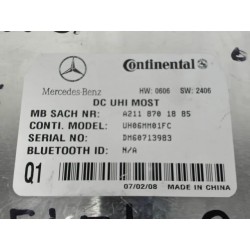 Mercedes-Benz
Continental
HW: 0606 SW: 2406
DC UHI MOST
MB SACH NR: A211 870 18 85
CONTI. MODEL: UH06MM01FC
SERIAL NO: DM60713983
BLUETOOTH ID: N/A
Q1
07/02/08 MADE IN CHINA